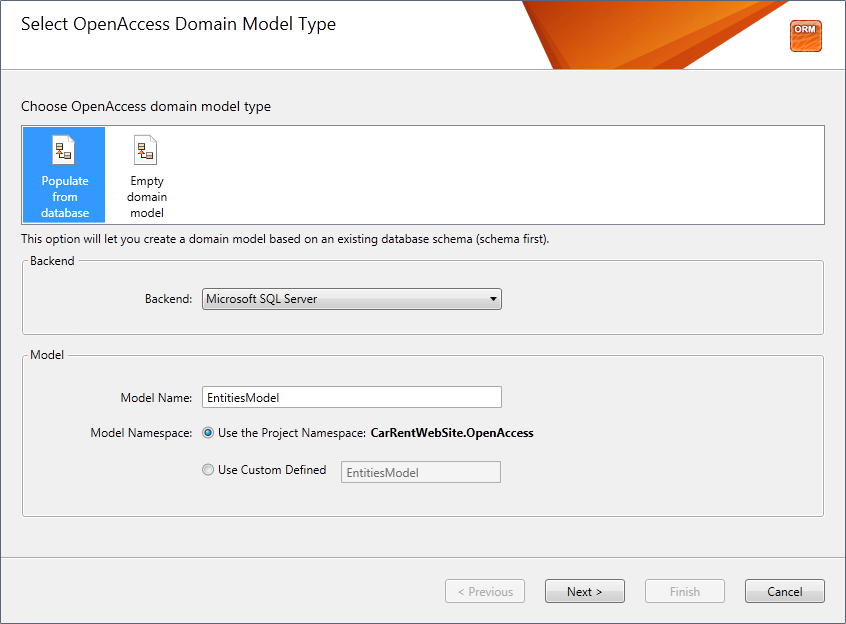 Select OpenAccess Domain Model Type
ORM
Choose OpenAccess domain model type
Populate
from
database
Empty
domain
model
This option will let you create a domain model based on an existing database schema (schema first).
Backend
Backend: Microsoft SQL Server
Model
Model Name: EntitiesModel
Model Namespace: Use the Project Namespace: CarRentWebSite.OpenAccess
Use Custom Defined EntitiesModel
< Previous Next > Finish Cancel